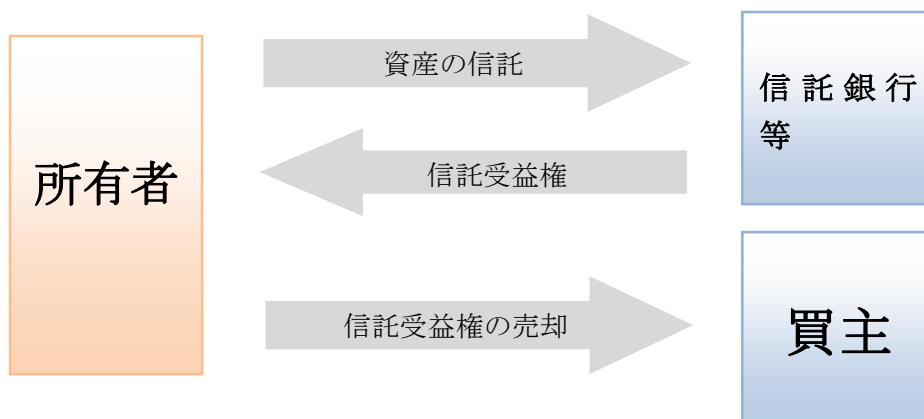 資産の信託
信託銀行
等
所有者
信託受益権
信託受益権の売却
買主